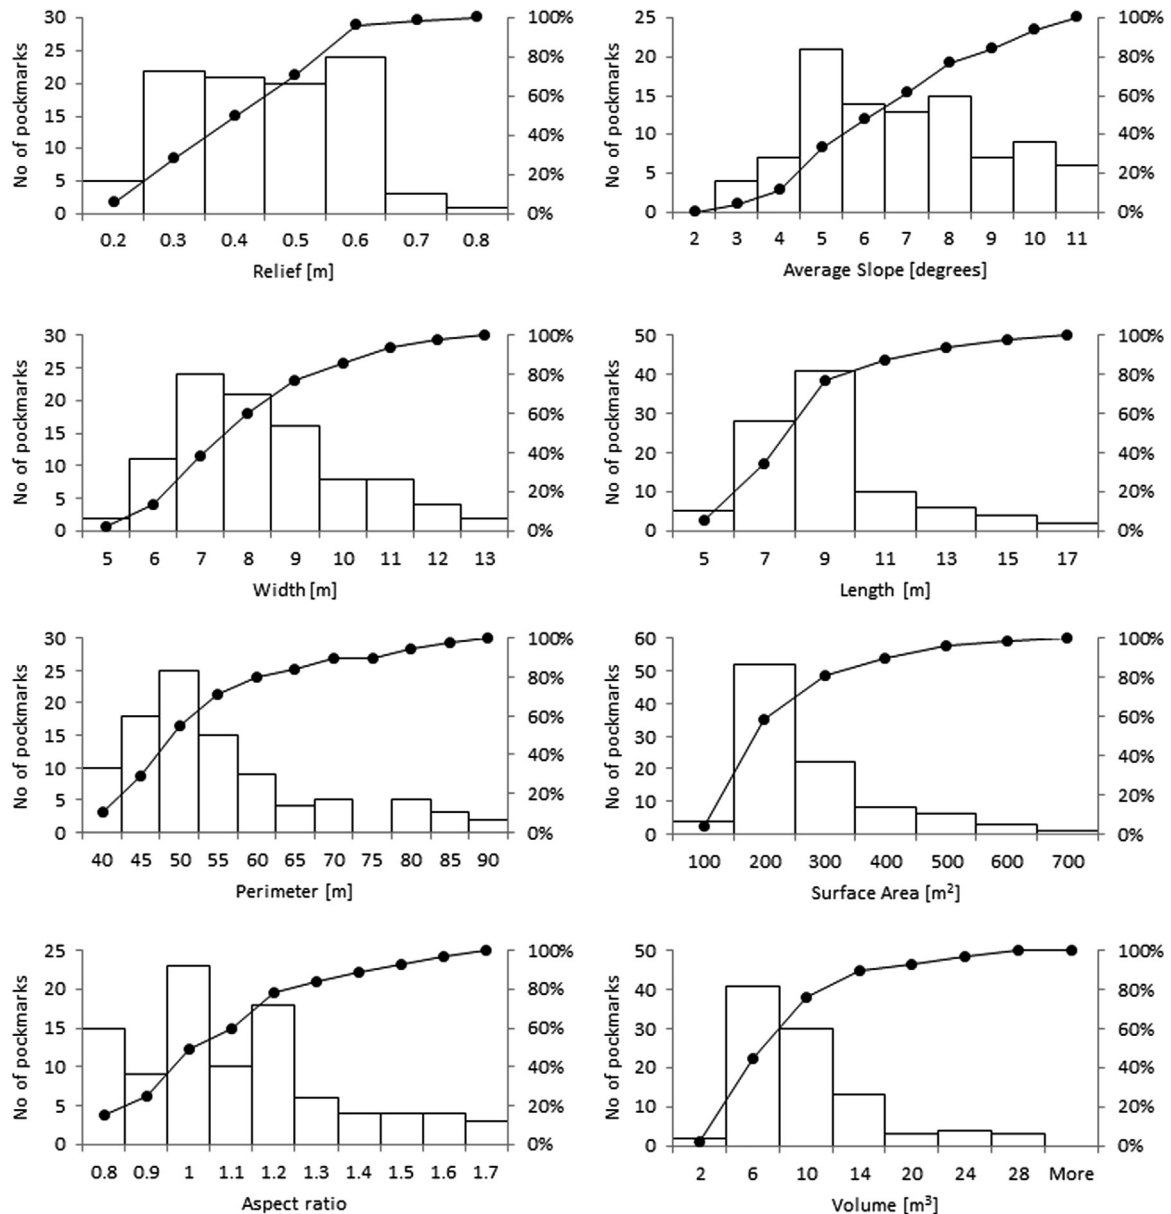 30 100%
25 80%
20 60%
15
10 40%
5 20%
0 0%
0.2 0.3 0.4 0.5 0.6 0.7 0.8
No of pockmarks
Relief [m]
25 100%
20 80%
15 60%
10 40%
5 20%
0 0%
2 3 4 5 6 7 8 9 10 11
No of pockmarks
Average Slope [degrees]
30 100%
25 80%
20 60%
15
10 40%
5 20%
0 0%
5 6 7 8 9 10 11 12 13
No of pockmarks
Width [m]
50 100%
40 80%
30 60%
20 40%
10 20%
0 0%
5 7 9 11 13 15 17
No of pockmarks
Length [m]
30 100%
25 80%
20 60%
15
10 40%
5 20%
0 0%
40 45 50 55 60 65 70 75 80 85 90
No of pockmarks
Perimeter [m]
60 100%
50 80%
40 60%
30
20 40%
10 20%
0 0%
100 200 300 400 500 600 700
No of pockmarks
Surface Area [m²]
25 100%
20 80%
15 60%
10 40%
5 20%
0 0%
0.8 0.9 1 1.1 1.2 1.3 1.4 1.5 1.6 1.7
No of pockmarks
Aspect ratio
50 100%
40 80%
30 60%
20 40%
10 20%
0 0%
2 6 10 14 20 24 28 More
No of pockmarks
Volume [m³]